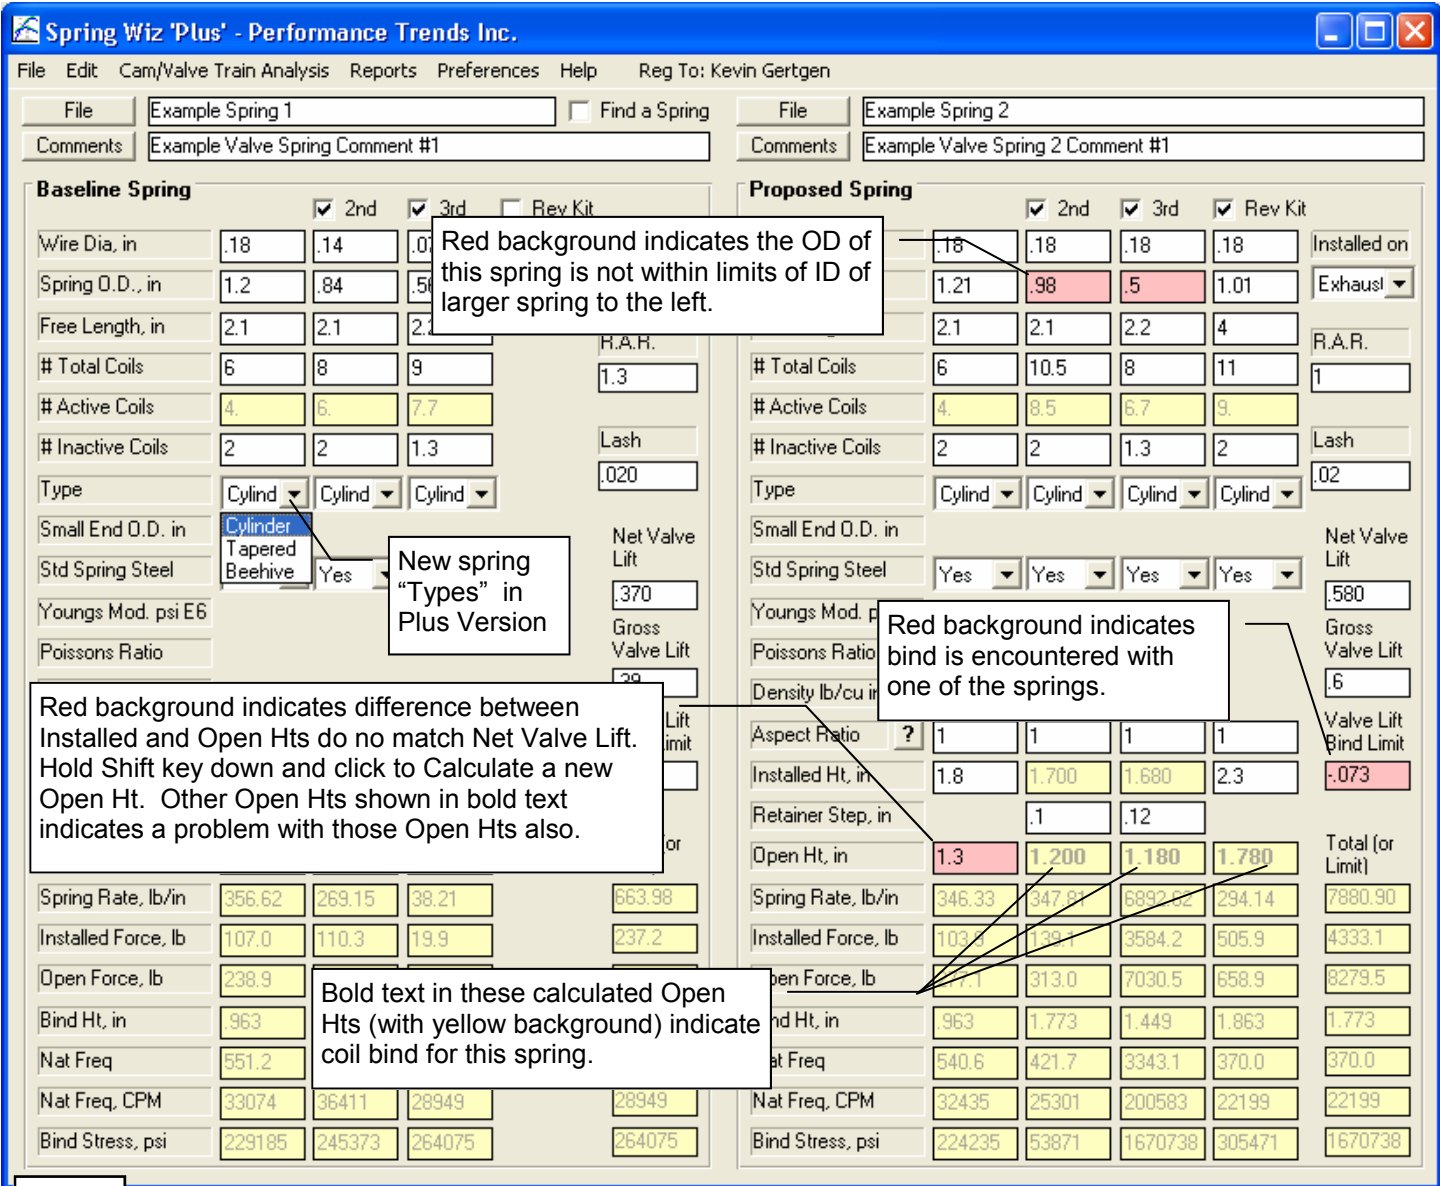 Spring Wiz 'Plus' - Performance Trends Inc.
File Edit Cam/Valve Train Analysis Reports Preferences Help Reg To: Kevin Gertgen
File Example Spring 1 Find a Spring File Example Spring 2
Comments Example Valve Spring Comment #1 Comments Example Valve Spring 2 Comment #1
Baseline Spring
2nd 3rd Rev Kit
Wire Dia, in .18 .14
Spring O.D., in 1.2 .84
Free Length, in 2.1 2.1
R.A.R.
# Total Coils 6 8 9 1.3
# Active Coils 4. 6. 7.7
# Inactive Coils 2 2 1.3
Lash
.020
Type Cylind Cylind Cylind
Cylinder
Tapered
Beehive
Small End O.D. in
Std Spring Steel Yes
Net Valve
Lift
.370
Youngs Mod. psi E6
Gross
Valve Lift
Poissons Ratio
.39
Lift
Spring Rate, lb/in 356.62 269.15 38.21 663.98
Installed Force, lb 107.0 110.3 19.9 237.2
Open Force, lb 238.9
Bind Ht, in .963
Nat Freq 551.2
Nat Freq, CPM 33074 36411 28949 28949
Bind Stress, psi 229185 245373 264075 264075
Proposed Spring
2nd 3rd Rev Kit
.18 .18 .18 .18 Installed on
1.21 .98 .5 1.01 Exhaust
2.1 2.1 2.2 4
R.A.R.
# Total Coils 6 10.5 8 11 1
# Active Coils 4. 8.5 6.7 9.
# Inactive Coils 2 2 1.3 2
Lash
.02
Type Cylind Cylind Cylind Cylind
Small End O.D. in
Net Valve
Lift
Std Spring Steel Yes Yes Yes Yes
.580
Youngs Mod. p
Gross
Valve Lift
Poissons Ratio
Density lb/cu in .6
Valve Lift
Bind Limit
Aspect Ratio ? 1 1 1 1
Installed Ht, in 1.8 1.700 1.680 2.3 -.073
Retainer Step, in .1 .12
Total (or
Limit)
Open Ht, in 1.3 1.200 1.180 1.780
Spring Rate, lb/in 346.33 347.81 6892.62 294.14 7880.90
Installed Force, lb 103.9 139.1 3584.2 505.9 4333.1
Open Force, lb 313.0 7030.5 658.9 8279.5
Bind Ht, in .963 1.773 1.449 1.863 1.773
Nat Freq 540.6 421.7 3343.1 370.0 370.0
Nat Freq, CPM 32435 25301 200583 22199 22199
Bind Stress, psi 224235 53871 1670738 305471 1670738
Red background indicates the OD of
this spring is not within limits of ID of
larger spring to the left.
New spring
“Types” in
Plus Version
Red background indicates
bind is encountered with
one of the springs.
Red background indicates difference between
Installed and Open Hts do no match Net Valve Lift.
Hold Shift key down and click to Calculate a new
Open Ht. Other Open Hts shown in bold text
indicates a problem with those Open Hts also.
Bold text in these calculated Open
Hts (with yellow background) indicate
coil bind for this spring.